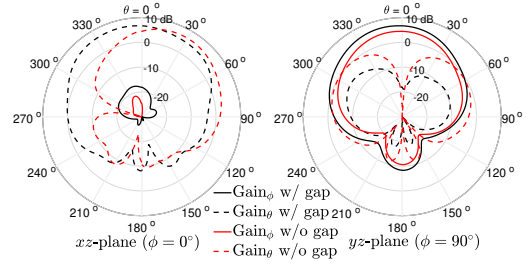 θ = 0°
10 dB
330° 30°
0
300° -10 60°
-20
270° 90°
240° 120°
210° 150°
180°
xz-plane (ϕ = 0°)
θ = 0°
10 dB
330° 30°
0
300° -10 60°
-20
270° 90°
240° 120°
210° 150°
180°
yz-plane (ϕ = 90°)
Gainϕ w/ gap
Gainθ w/ gap
Gainϕ w/o gap
Gainθ w/o gap